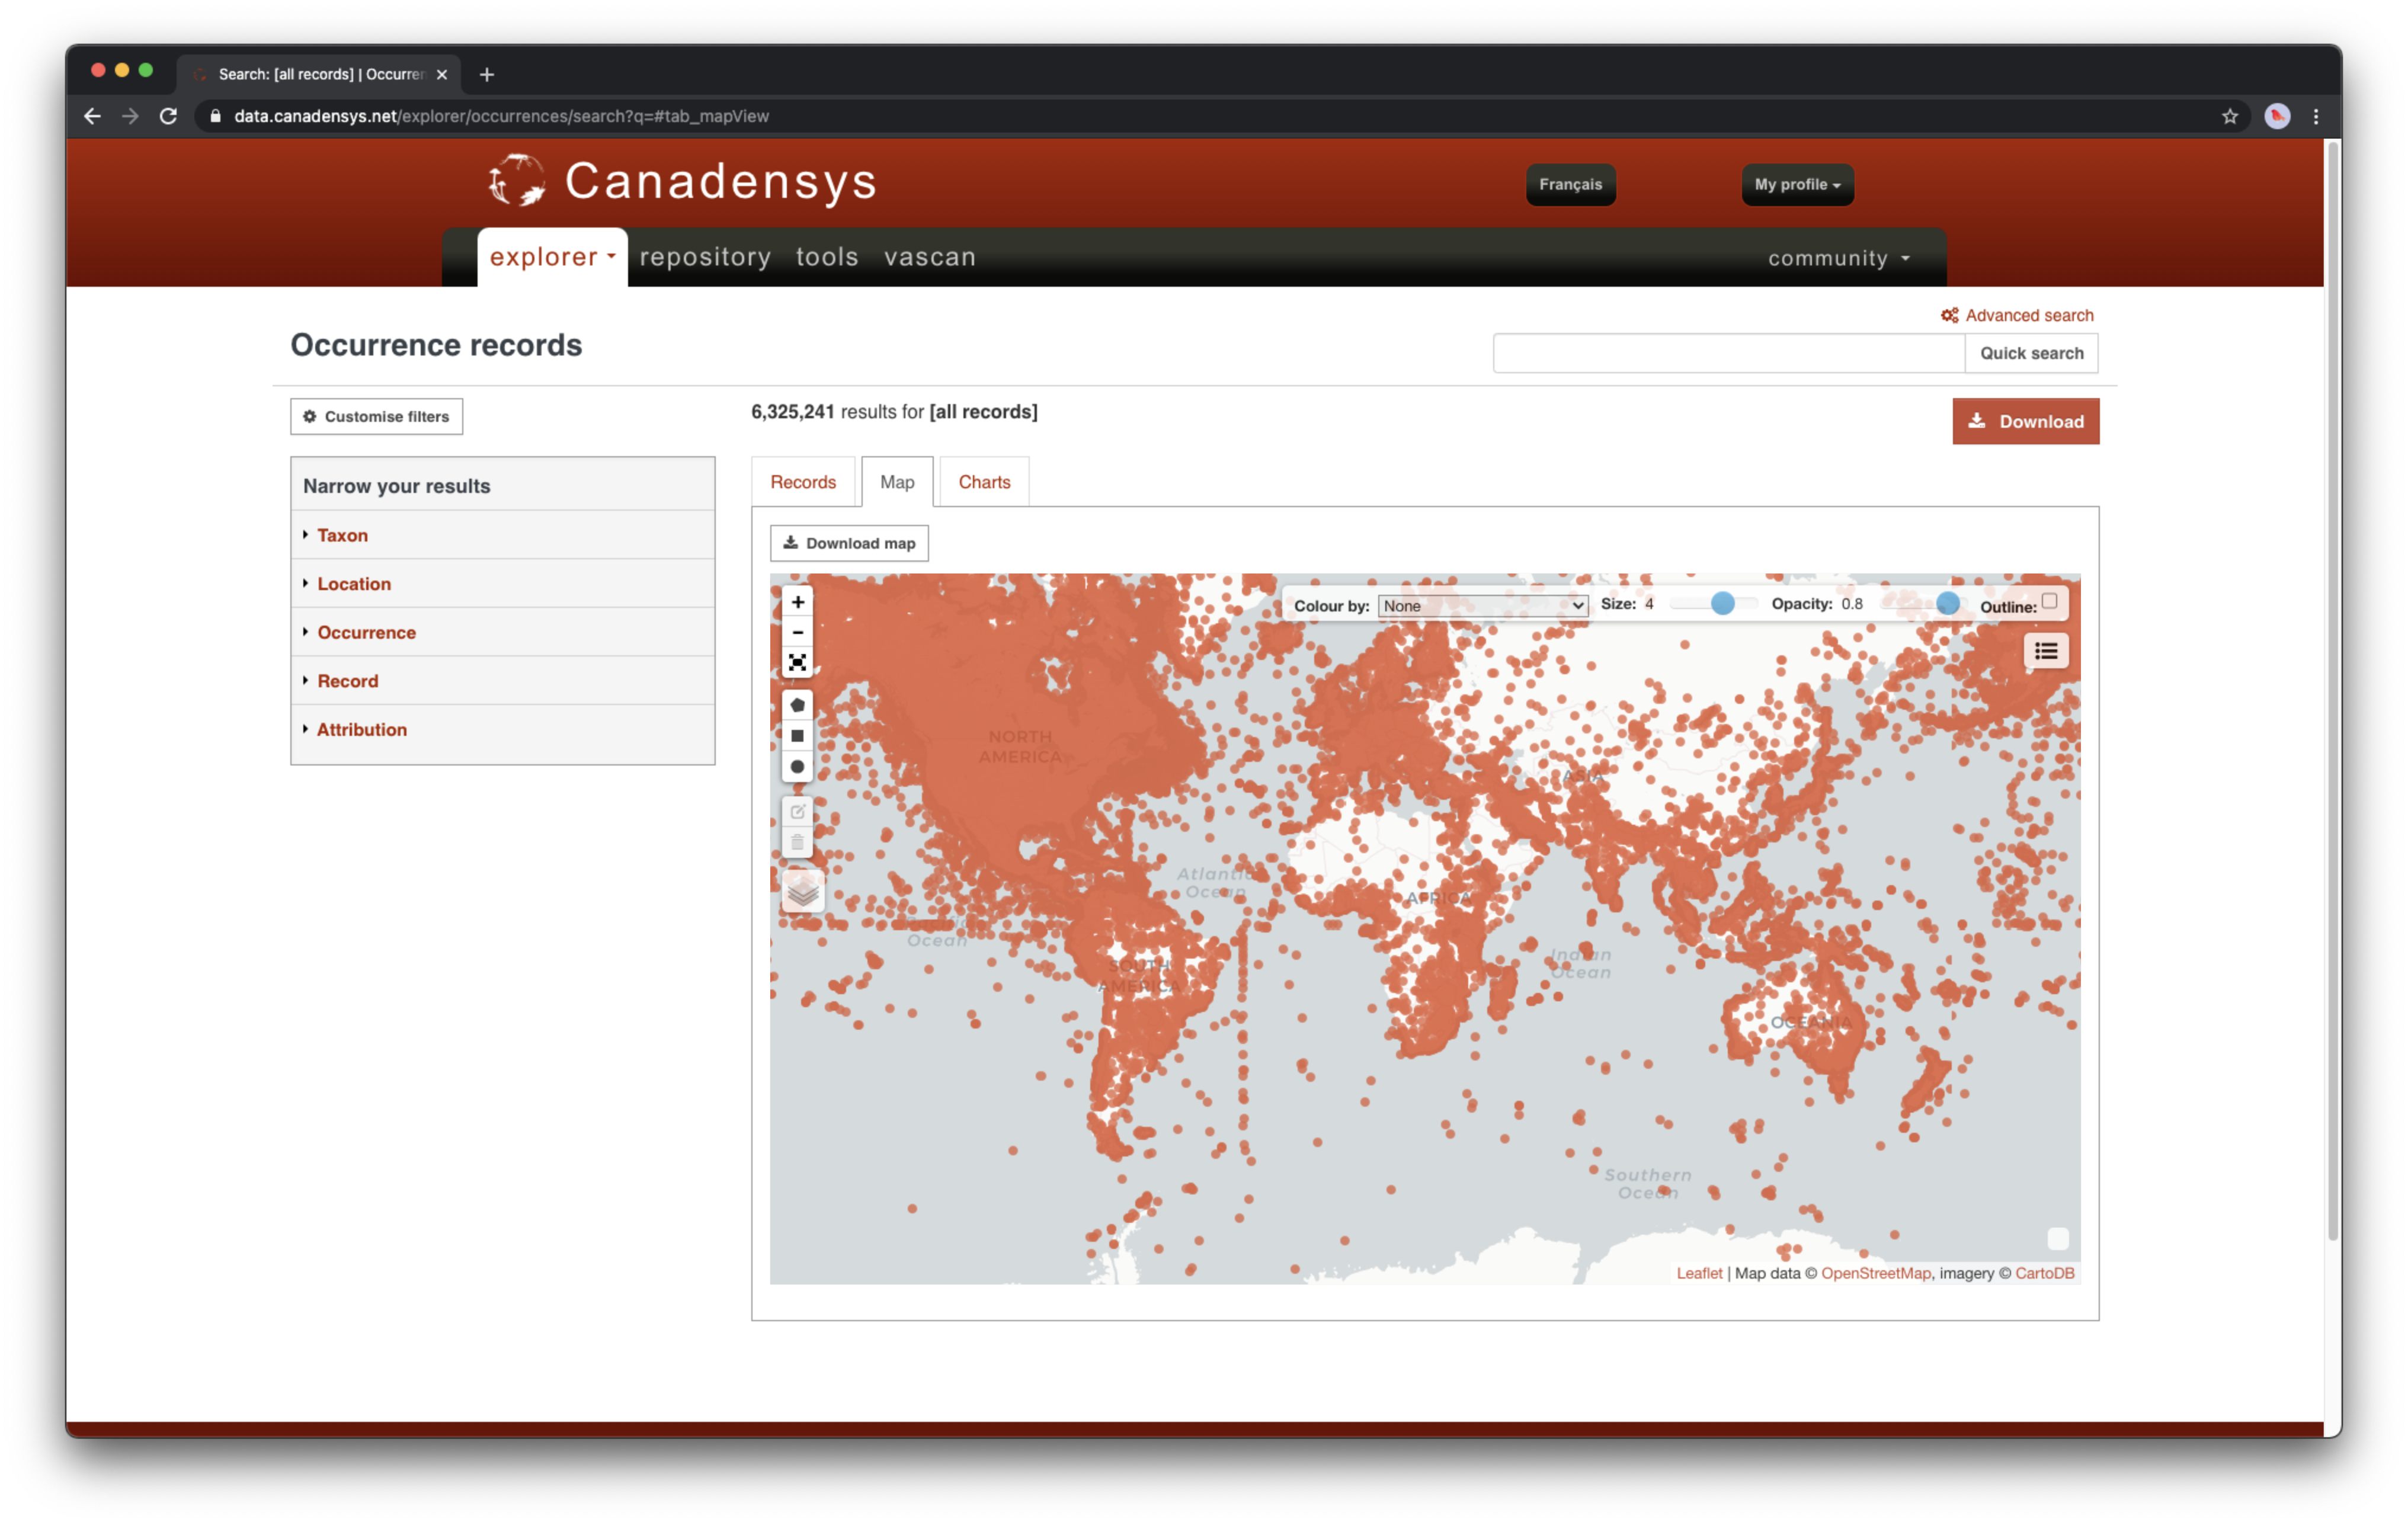 Search: [all records] | Occurren
data.canadensys.net/explorer/occurrences/search?q=#tab_mapView
Canadensys
Français
My profile
explorer
repository
tools
vascan
community
Advanced search
Occurrence records
Quick search
Customise filters
6,325,241 results for [all records]
Download
Narrow your results
Taxon
Location
Occurrence
Record
Attribution
Records
Map
Charts
Download map
+
−
Colour by: None
Size: 4
Opacity: 0.8
Outline:
NORTH
AMERICA
ASIA
Atlantic
Ocean
AFRICA
Ocean
SOUTH
AMERICA
Indian
Ocean
OCEANIA
Southern
Ocean
Leaflet | Map data © OpenStreetMap, imagery © CartoDB